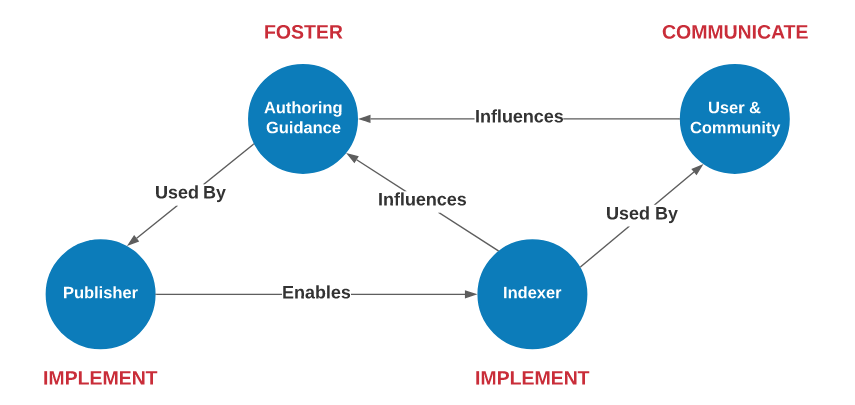 FOSTER
COMMUNICATE
Authoring
Guidance
Influences
User &
Community
Used By
Influences
Used By
Publisher
Enables
Indexer
IMPLEMENT
IMPLEMENT